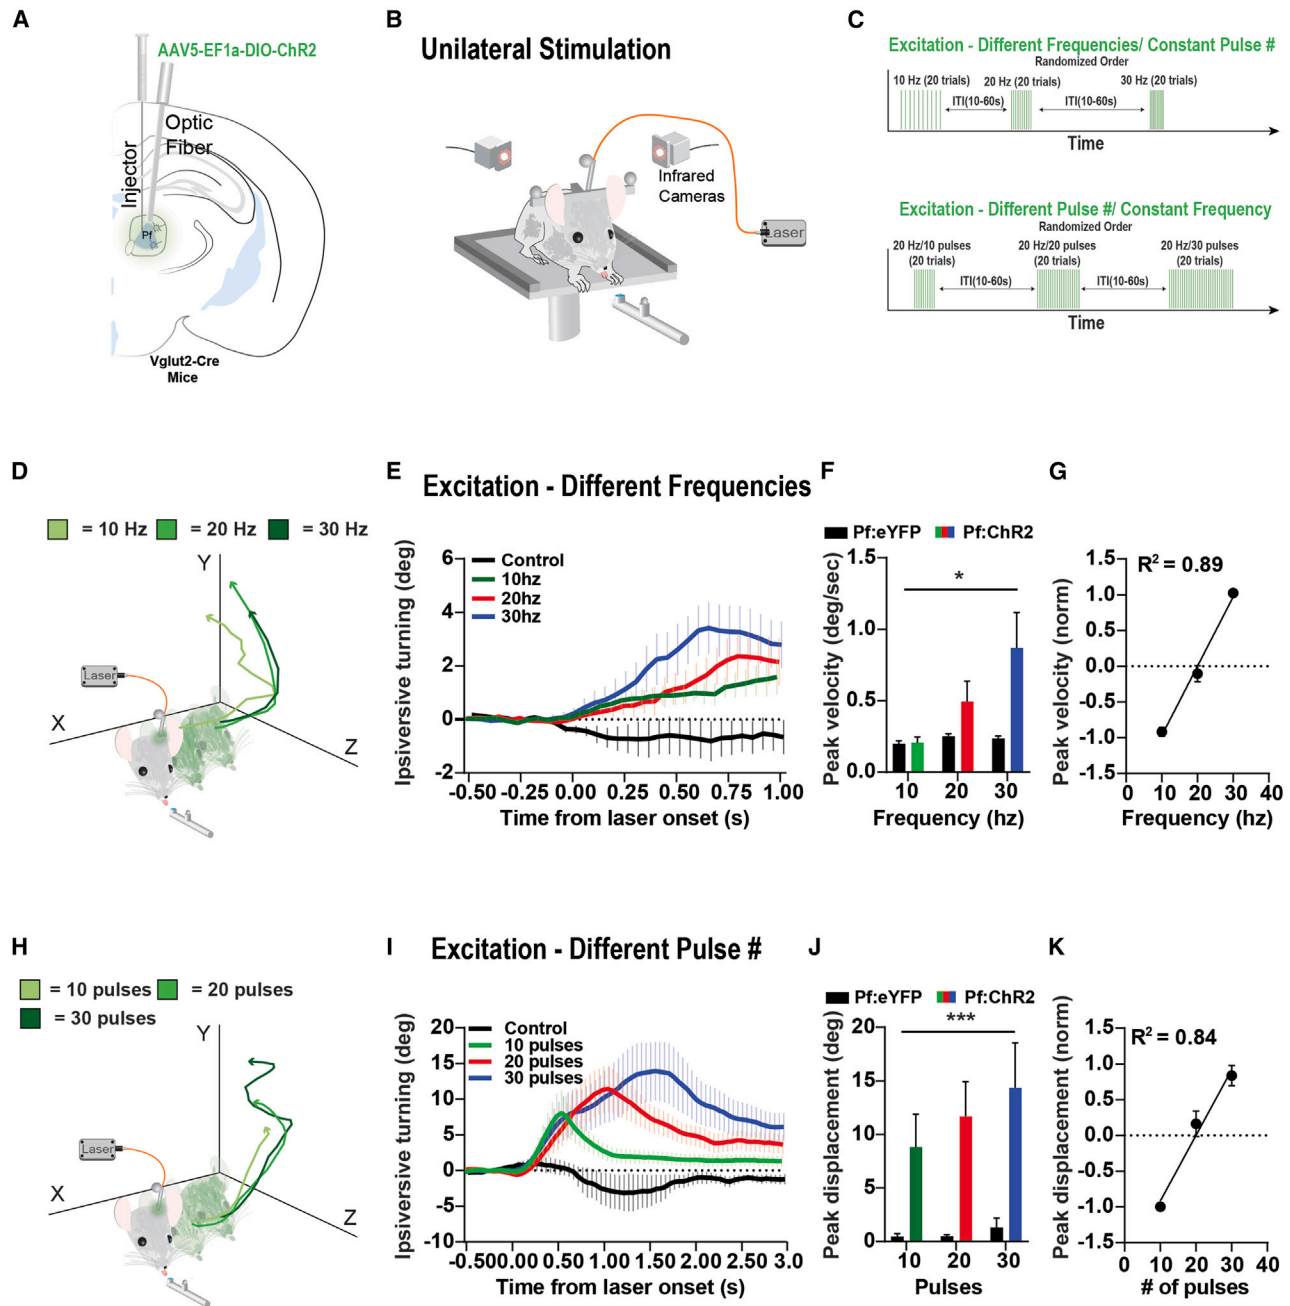 A
AAV5-EF1a-DIO-ChR2
Injector
Optic
Fiber
Pf
Vglut2-Cre
Mice
B
Unilateral Stimulation
Infrared
Cameras
Laser
C
Excitation - Different Frequencies/ Constant Pulse #
Randomized Order
10 Hz (20 trials)
20 Hz (20 trials)
30 Hz (20 trials)
ITI(10-60s)
ITI(10-60s)
Time
Excitation - Different Pulse #/ Constant Frequency
Randomized Order
20 Hz/10 pulses
(20 trials)
20 Hz/20 pulses
(20 trials)
20 Hz/30 pulses
(20 trials)
ITI(10-60s)
ITI(10-60s)
Time
D
= 10 Hz
= 20 Hz
= 30 Hz
Y
X
Z
Laser
E
Excitation - Different Frequencies
Ipsiversive turning (deg)
6
4
2
0
-2
Control
10hz
20hz
30hz
-0.50 -0.25 0.00 0.25 0.50 0.75 1.00
Time from laser onset (s)
F
Pf:eYFP
Pf:ChR2
Peak velocity (deg/sec)
1.5
1.0
0.5
0.0
*
10 20 30
Frequency (hz)
G
Peak velocity (norm)
1.5
1.0
0.5
0.0
-0.5
-1.0
-1.5
R² = 0.89
0 10 20 30 40
Frequency (hz)
H
= 10 pulses
= 20 pulses
= 30 pulses
Y
X
Z
Laser
I
Excitation - Different Pulse #
Ipsiversive turning (deg)
20
15
10
5
0
-5
-10
Control
10 pulses
20 pulses
30 pulses
-0.50 0.00 0.50 1.00 1.50 2.00 2.50 3.0
Time from laser onset (s)
J
Pf:eYFP
Pf:ChR2
Peak displacement (deg)
20
15
10
5
0
***
10 20 30
Pulses
K
Peak displacement (norm)
1.5
1.0
0.5
0.0
-0.5
-1.0
-1.5
R² = 0.84
0 10 20 30 40
# of pulses